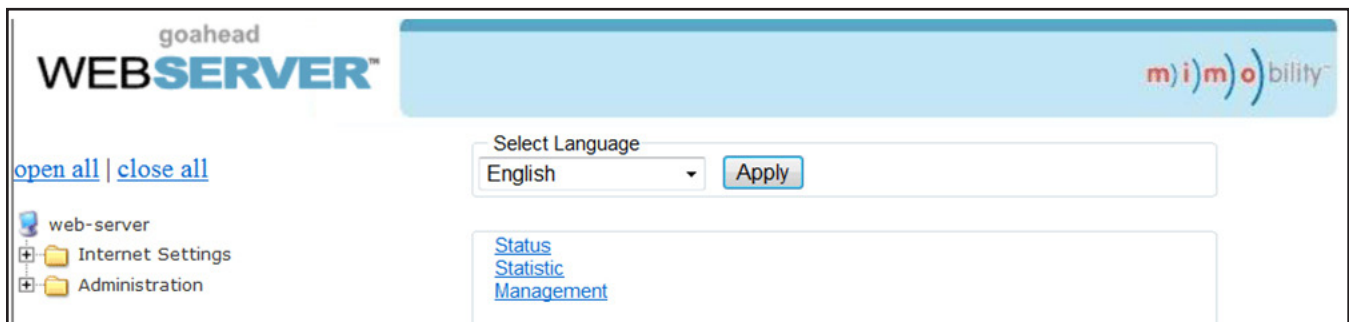 goahead
WEBSERVER™
m)i)m)o)bility™
open all | close all
web-server
Internet Settings
Administration
Select Language
English
Apply
Status
Statistic
Management